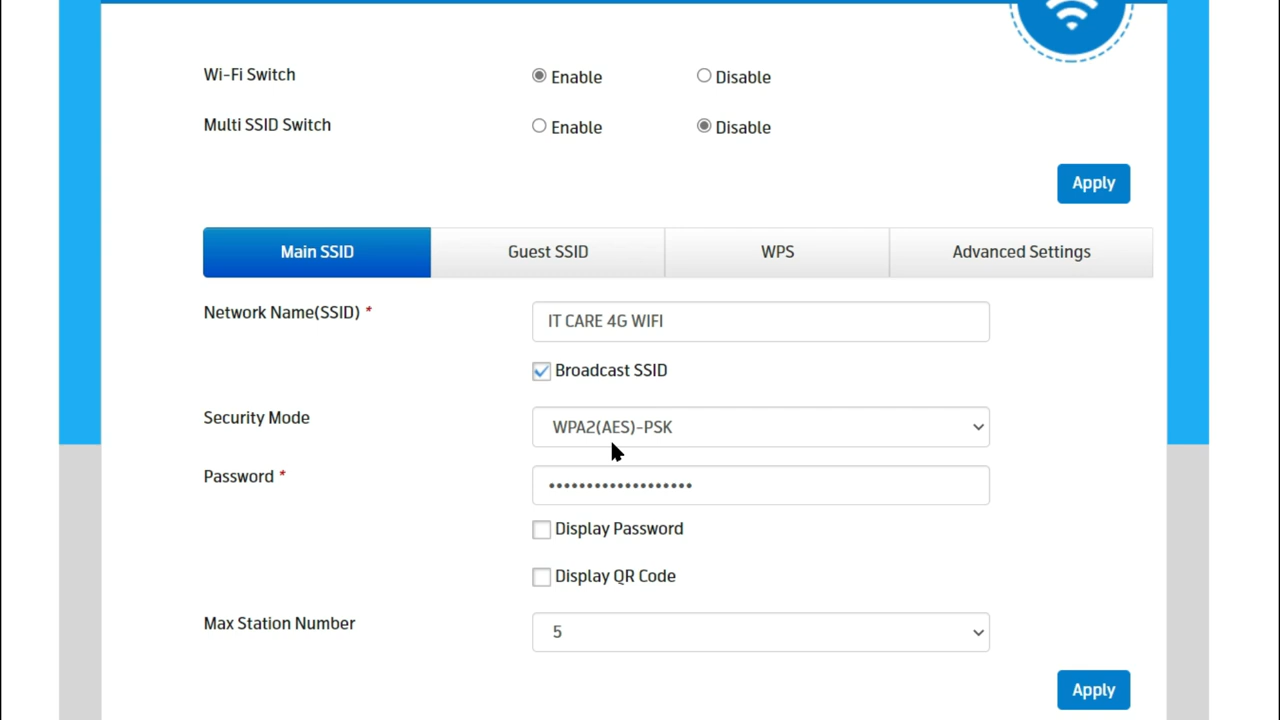 Wi-Fi Switch Enable Disable
Multi SSID Switch Enable Disable
Apply
Main SSID Guest SSID WPS Advanced Settings
Network Name(SSID) * IT CARE 4G WIFI
Broadcast SSID
Security Mode WPA2(AES)-PSK
Password * •••••••••••••••••••
Display Password
Display QR Code
Max Station Number 5
Apply